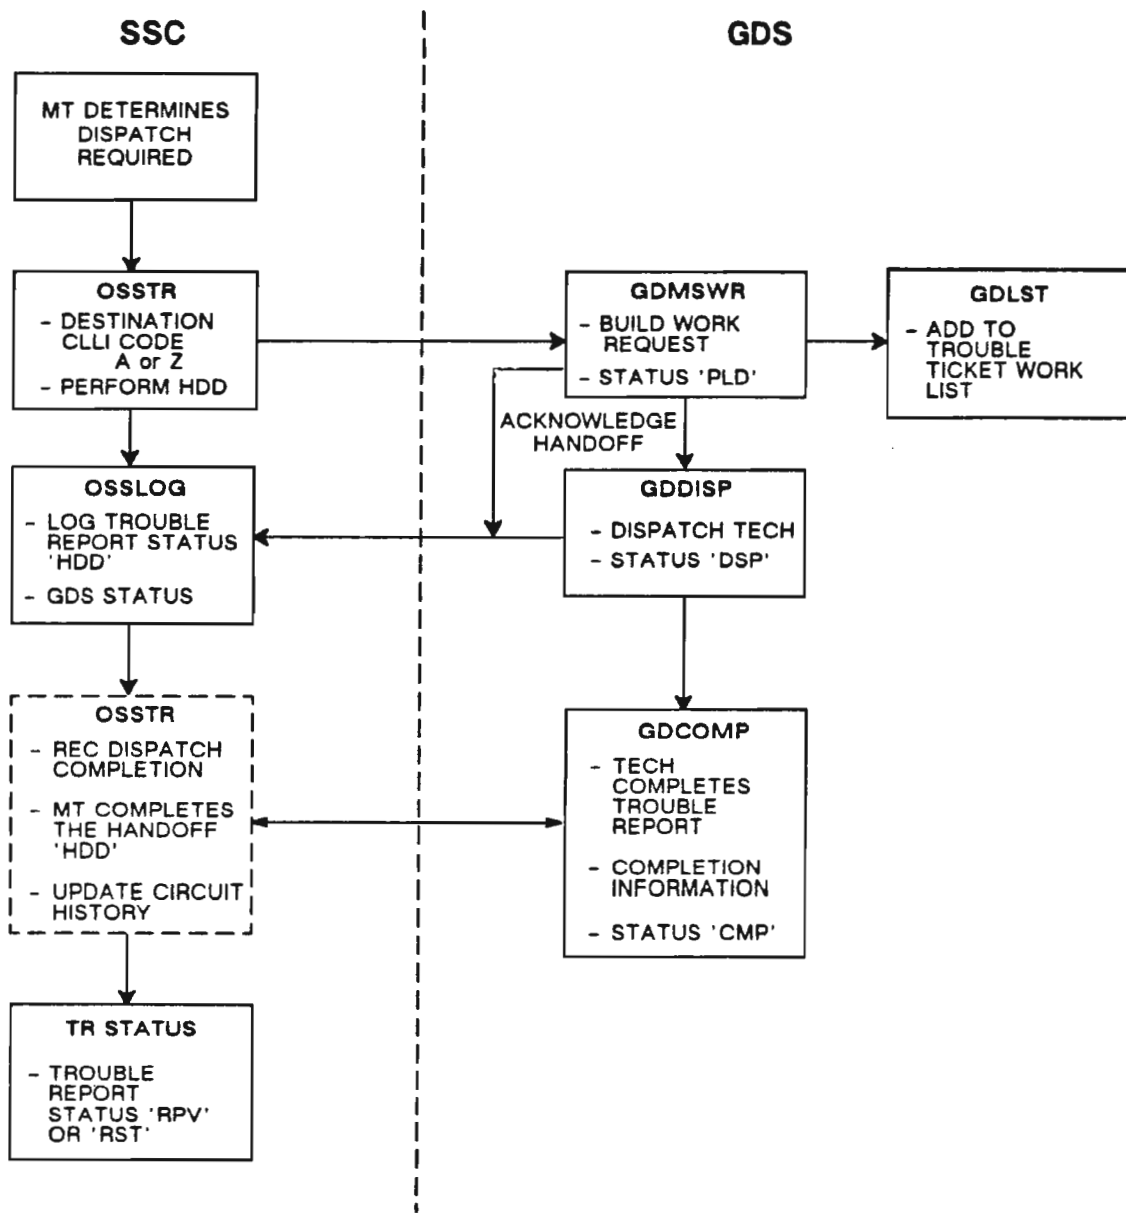 SSC
GDS
MT DETERMINES
DISPATCH
REQUIRED
OSSTR
- DESTINATION
CLLI CODE
A or Z
- PERFORM HDD
GDMSWR
- BUILD WORK
REQUEST
- STATUS 'PLD'
GDLST
- ADD TO
TROUBLE
TICKET WORK
LIST
ACKNOWLEDGE
HANDOFF
OSSLOG
- LOG TROUBLE
REPORT STATUS
'HDD'
- GDS STATUS
GDDISP
- DISPATCH TECH
- STATUS 'DSP'
OSSTR
- REC DISPATCH
COMPLETION
- MT COMPLETES
THE HANDOFF
'HDD'
- UPDATE CIRCUIT
HISTORY
GDCOMP
- TECH
COMPLETES
TROUBLE
REPORT
- COMPLETION
INFORMATION
- STATUS 'CMP'
TR STATUS
- TROUBLE
REPORT
STATUS 'RPV'
OR 'RST'